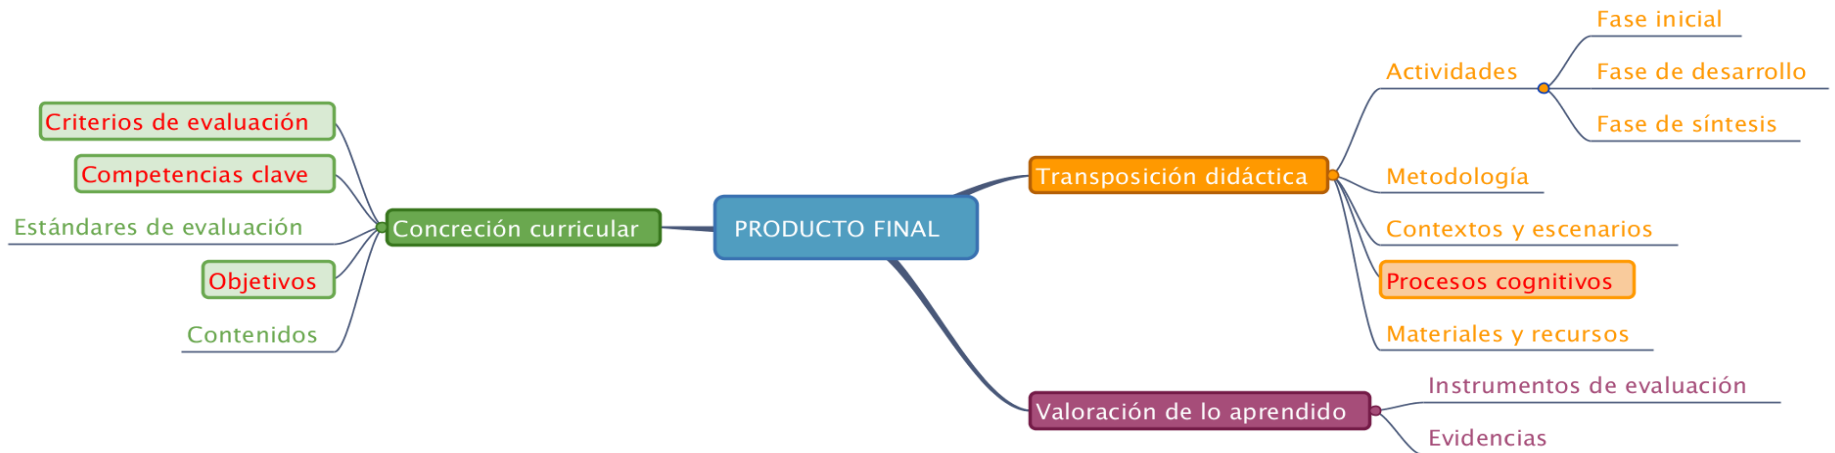 PRODUCTO FINAL
Concreción curricular
Criterios de evaluación
Competencias clave
Estándares de evaluación
Objetivos
Contenidos
Transposición didáctica
Actividades
Fase inicial
Fase de desarrollo
Fase de síntesis
Metodología
Contextos y escenarios
Procesos cognitivos
Materiales y recursos
Valoración de lo aprendido
Instrumentos de evaluación
Evidencias